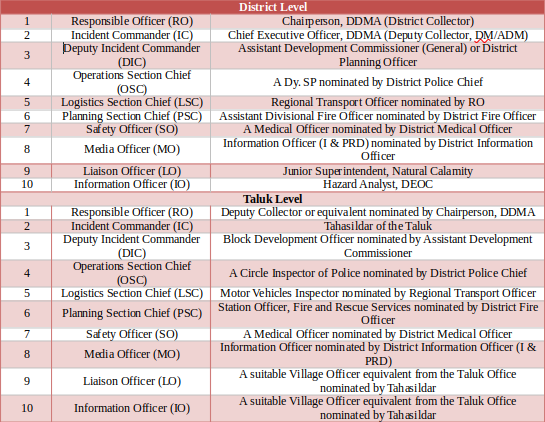 District Level
1 Responsible Officer (RO) Chairperson, DDMA (District Collector)
2 Incident Commander (IC) Chief Executive Officer, DDMA (Deputy Collector, DM/ADM)
3 Deputy Incident Commander (DIC) Assistant Development Commissioner (General) or District Planning Officer
4 Operations Section Chief (OSC) A Dy. SP nominated by District Police Chief
5 Logistics Section Chief (LSC) Regional Transport Officer nominated by RO
6 Planning Section Chief (PSC) Assistant Divisional Fire Officer nominated by District Fire Officer
7 Safety Officer (SO) A Medical Officer nominated by District Medical Officer
8 Media Officer (MO) Information Officer (I & PRD) nominated by District Information Officer
9 Liaison Officer (LO) Junior Superintendent, Natural Calamity
10 Information Officer (IO) Hazard Analyst, DEOC
Taluk Level
1 Responsible Officer (RO) Deputy Collector or equivalent nominated by Chairperson, DDMA
2 Incident Commander (IC) Tahasildar of the Taluk
3 Deputy Incident Commander (DIC) Block Development Officer nominated by Assistant Development Commissioner
4 Operations Section Chief (OSC) A Circle Inspector of Police nominated by District Police Chief
5 Logistics Section Chief (LSC) Motor Vehicles Inspector nominated by Regional Transport Officer
6 Planning Section Chief (PSC) Station Officer, Fire and Rescue Services nominated by District Fire Officer
7 Safety Officer (SO) A Medical Officer nominated by District Medical Officer
8 Media Officer (MO) Information Officer nominated by District Information Officer (I & PRD)
9 Liaison Officer (LO) A suitable Village Officer equivalent from the Taluk Office nominated by Tahasildar
10 Information Officer (IO) A suitable Village Officer equivalent from the Taluk Office nominated by Tahasildar